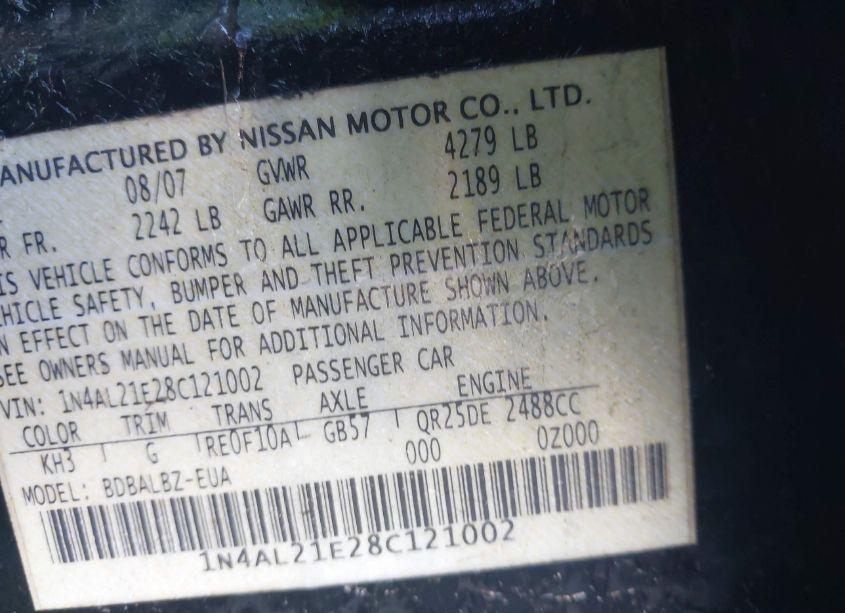 ANUFACTURED BY NISSAN MOTOR CO., LTD.
08/07 GVWR 4279 LB
R FR. 2242 LB GAWR RR. 2189 LB
IS VEHICLE CONFORMS TO ALL APPLICABLE FEDERAL MOTOR
HICLE SAFETY, BUMPER AND THEFT PREVENTION STANDARDS
N EFFECT ON THE DATE OF MANUFACTURE SHOWN ABOVE.
SEE OWNERS MANUAL FOR ADDITIONAL INFORMATION.
VIN: 1N4AL21E28C121002 PASSENGER CAR
COLOR TRIM TRANS AXLE ENGINE
KH3 G RE0F10A GB57 QR25DE 2488CC
000 0Z000
MODEL: BDBALBZ-EUA
1N4AL21E28C121002